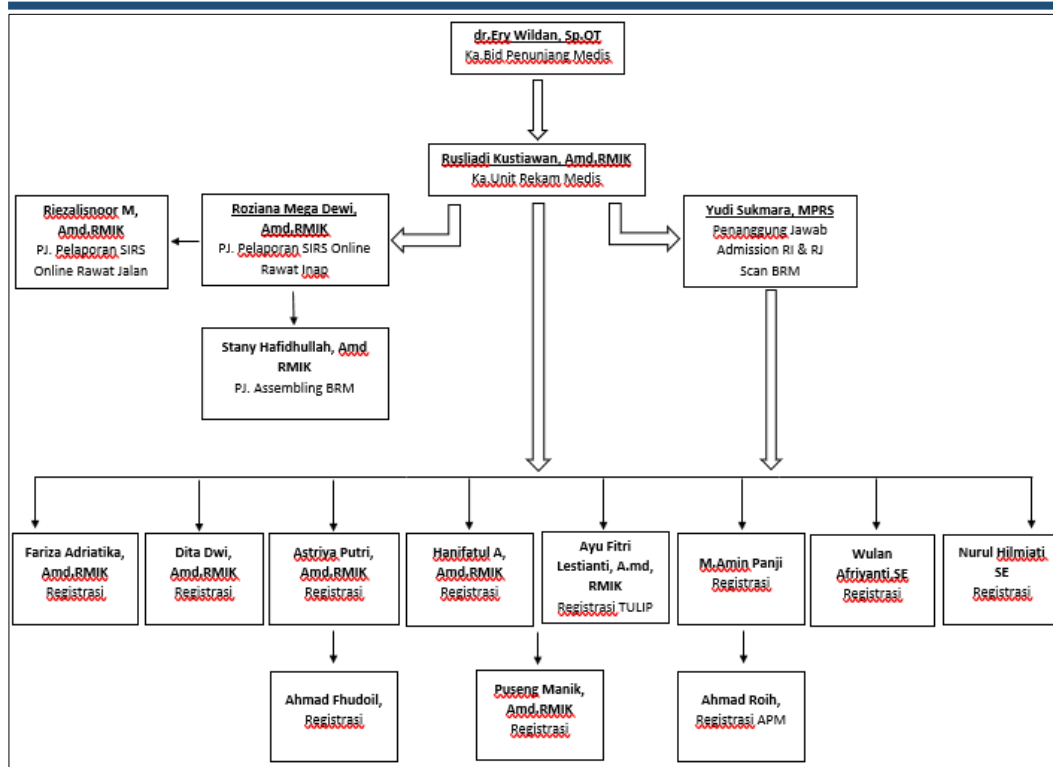 dr.Ery Wildan, Sp.OT
Ka.Bid Penunjang Medis
Rusliadi Kustiawan, Amd.RMIK
Ka.Unit Rekam Medis
Riezalisnoor M,
Amd.RMIK
PJ. Pelaporan SIRS
Online Rawat Jalan
Roziana Mega Dewi,
Amd.RMIK
PJ. Pelaporan SIRS Online
Rawat Inap
Yudi Sukmara, MPRS
Penanggung Jawab
Admission RI & RJ
Scan BRM
Stany Hafidhullah, Amd
RMIK
PJ. Assembling BRM
Fariza Adriatika,
Amd.RMIK
Registrasi
Dita Dwi,
Amd.RMIK
Registrasi
Astriya Putri,
Amd.RMIK
Registrasi
Hanifatul A,
Amd.RMIK
Registrasi
Ayu Fitri
Lestianti, A.md,
RMIK
Registrasi TULIP
M.Amin Panji
Registrasi
Wulan
Afriyanti,SE
Registrasi
Nurul Hilmiati
SE
Registrasi
Ahmad Fhudoil,
Registrasi
Puseng Manik,
Amd.RMIK
Registrasi
Ahmad Roih,
Registrasi APM